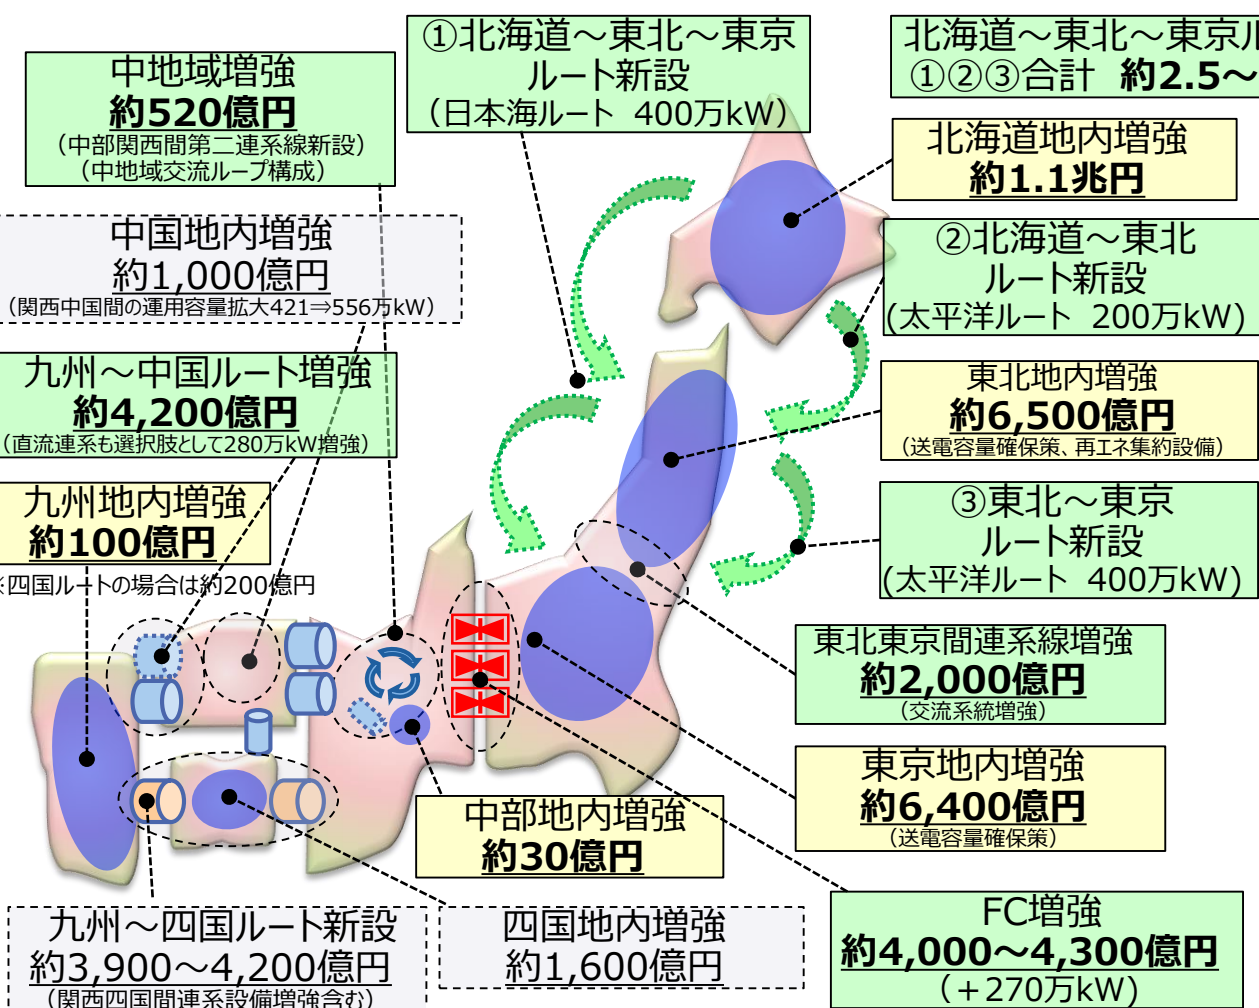 ①北海道～東北～東京
ルート新設
（日本海ルート 400万kW）
北海道～東北～東京
①②③合計 約2.5～
中地域増強
約520億円
（中部関西間第二連系線新設）
（中地域交流ループ構成）
北海道地内増強
約1.1兆円
中国地内増強
約1,000億円
（関西中国間の運用容量拡大421⇒556万kW）
②北海道～東北
ルート新設
(太平洋ルート 200万kW)
九州～中国ルート増強
約4,200億円
（直流連系も選択肢として280万kW増強）
東北地内増強
約6,500億円
（送電容量確保策、再エネ集約設備）
九州地内増強
約100億円
※四国ルートの場合は約200億円
③東北～東京
ルート新設
(太平洋ルート 400万kW)
東北東京間連系線増強
約2,000億円
（交流系統増強）
東京地内増強
約6,400億円
（送電容量確保策）
中部地内増強
約30億円
九州～四国ルート新設
約3,900～4,200億円
（関西四国間連系設備増強含む）
四国地内増強
約1,600億円
FC増強
約4,000～4,300億円
（＋270万kW）